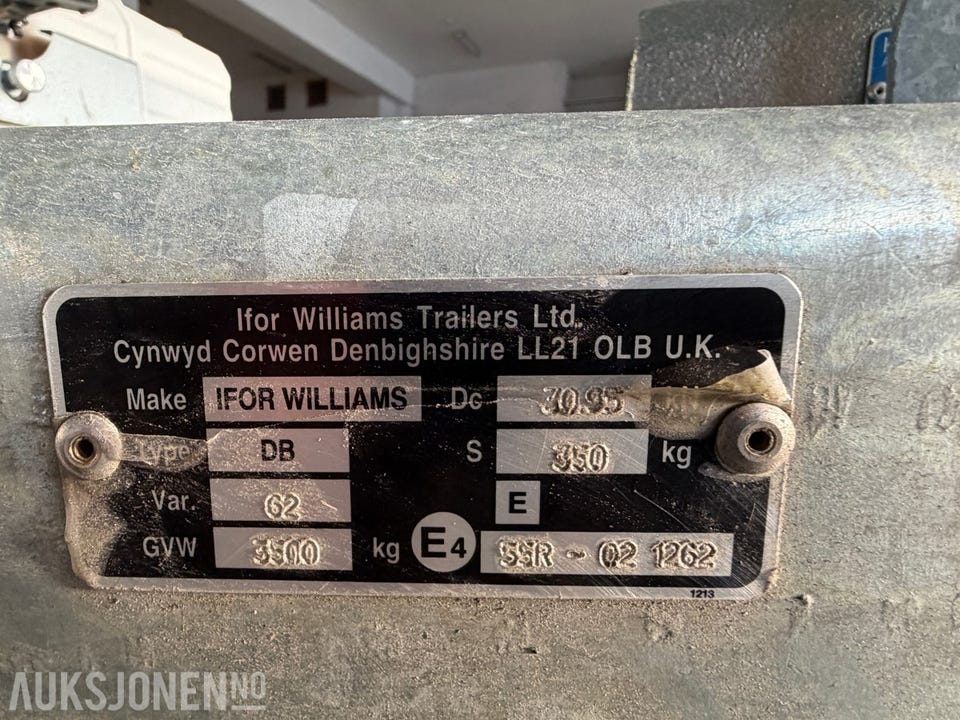 Ifor Williams Trailers Ltd.
Cynwyd Corwen Denbighshire LL21 OLB U.K.
Make IFOR WILLIAMS Dc 30.95
Type DB S 350 kg
Var. 62 E
GVW 3500 kg E4 55R - 02 1262
1213
AUKSJONEN NO